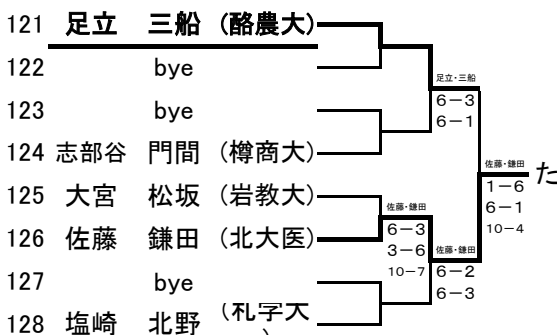 121 足立 三船 (酪農大)
122 bye
123 bye
124 志部谷 門間 (樽商大)
125 大宮 松坂 (岩教大)
126 佐藤 鎌田 (北大医)
127 bye
128 塩崎 北野 (札学大)
足立・三船
6-3
6-1
佐藤・鎌田
6-3
3-6
10-7
佐藤・鎌田
6-2
6-3
佐藤・鎌田
1-6
6-1
10-4
た